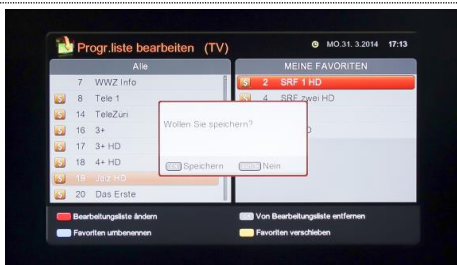 Progr.liste bearbeiten (TV)
MO.31. 3.2014 17:13
Alle
MEINE FAVORITEN
7 WWZ Info
S 8 Tele 1
S 14 TeleZüri
S 16 3+
S 17 3+ HD
S 18 4+ HD
S 19 Joiz HD
S 20 Das Erste
S 2 SRF 1 HD
S 4 SRF zwei HD
Wollen Sie speichern?
Speichern
Nein
Bearbeitungsliste ändern
Von Bearbeitungsliste entfernen
Favoriten umbenennen
Favoriten verschieben